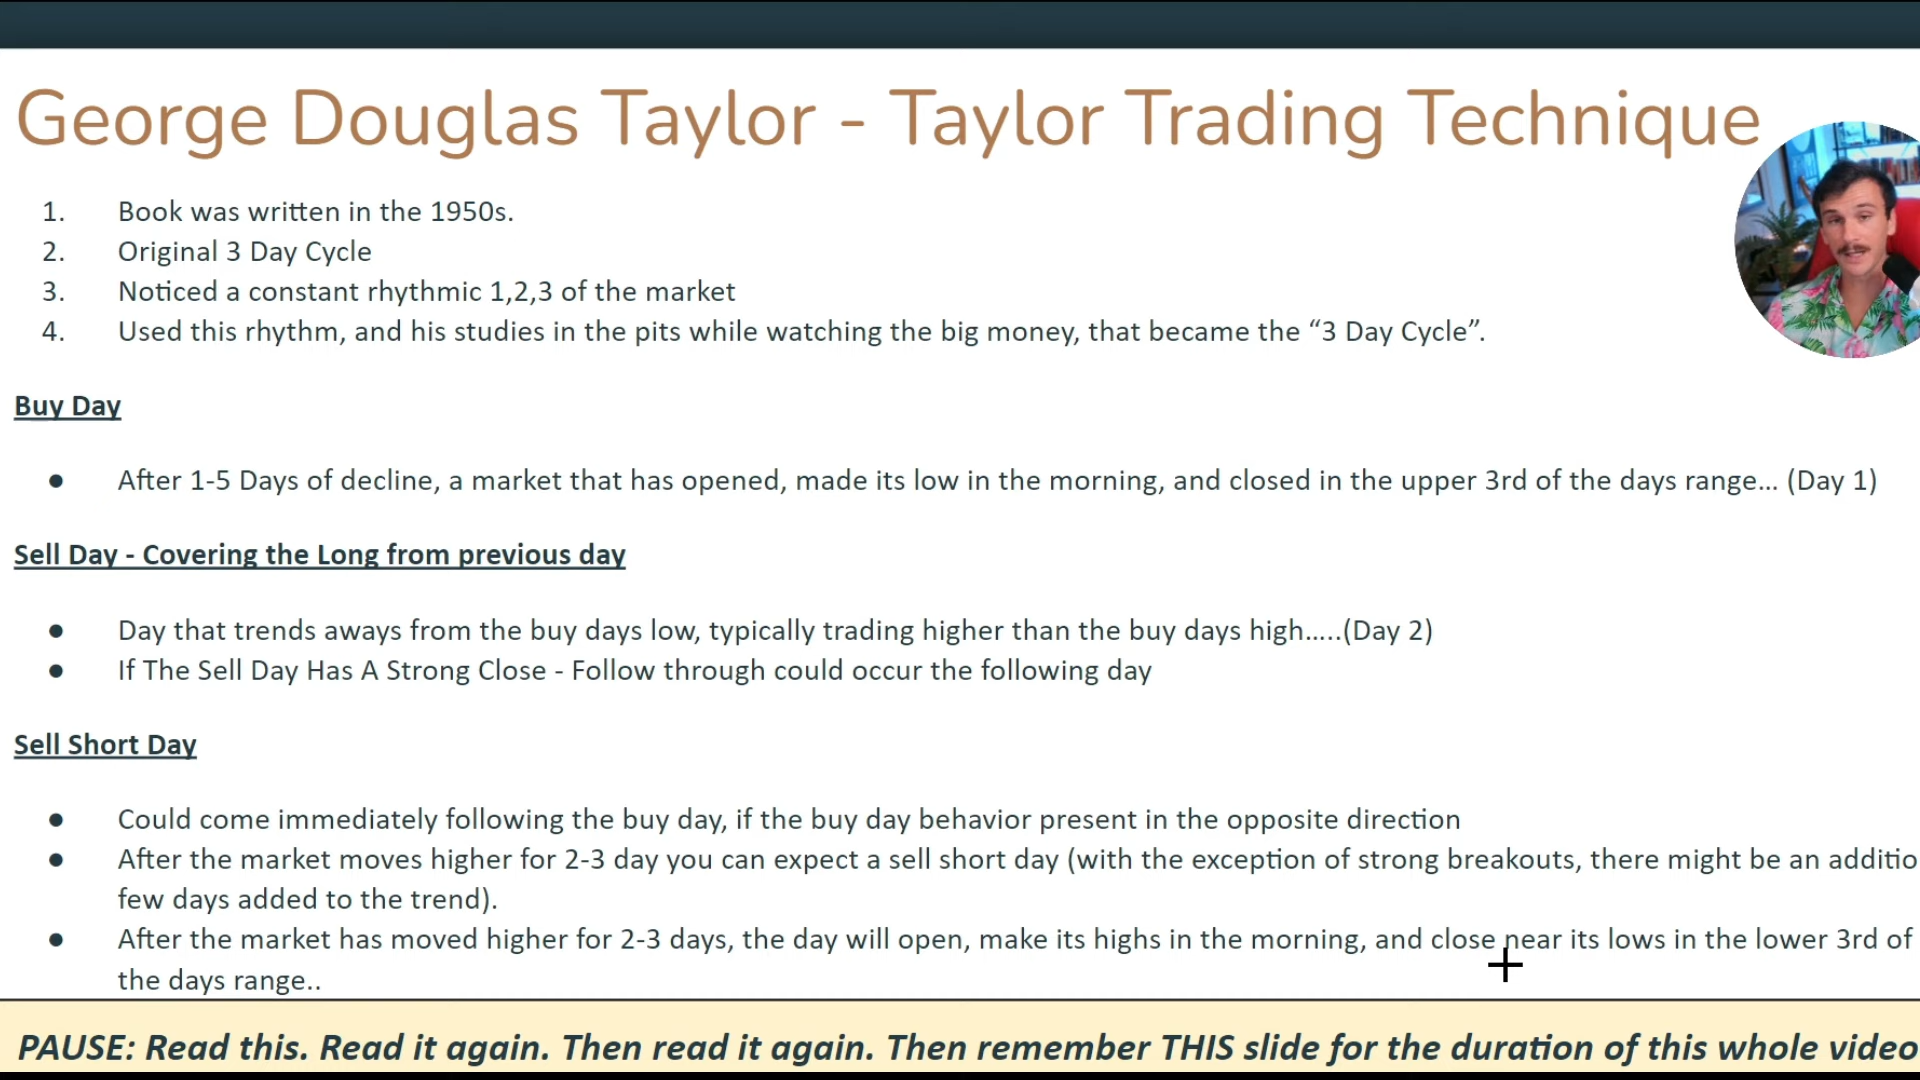 George Douglas Taylor - Taylor Trading Technique
1. Book was written in the 1950s.
2. Original 3 Day Cycle
3. Noticed a constant rhythmic 1,2,3 of the market
4. Used this rhythm, and his studies in the pits while watching the big money, that became the “3 Day Cycle”.
Buy Day
● After 1-5 Days of decline, a market that has opened, made its low in the morning, and closed in the upper 3rd of the days range… (Day 1)
Sell Day - Covering the Long from previous day
● Day that trends aways from the buy days low, typically trading higher than the buy days high…..(Day 2)
● If The Sell Day Has A Strong Close - Follow through could occur the following day
Sell Short Day
● Could come immediately following the buy day, if the buy day behavior present in the opposite direction
● After the market moves higher for 2-3 day you can expect a sell short day (with the exception of strong breakouts, there might be an additio
few days added to the trend).
● After the market has moved higher for 2-3 days, the day will open, make its highs in the morning, and close near its lows in the lower 3rd of
the days range..
PAUSE: Read this. Read it again. Then read it again. Then remember THIS slide for the duration of this whole video